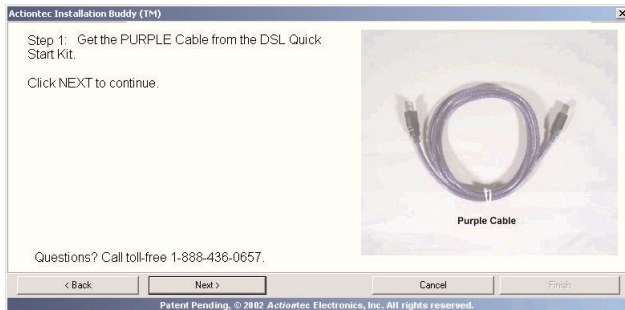 Actiontec Installation Buddy (TM)
Step 1: Get the PURPLE Cable from the DSL Quick
Start Kit.
Click NEXT to continue.
Purple Cable
Questions? Call toll-free 1-888-436-0657.
< Back
Next >
Cancel
Finish
Patent Pending, © 2002 Actiontec Electronics, Inc. All rights reserved.